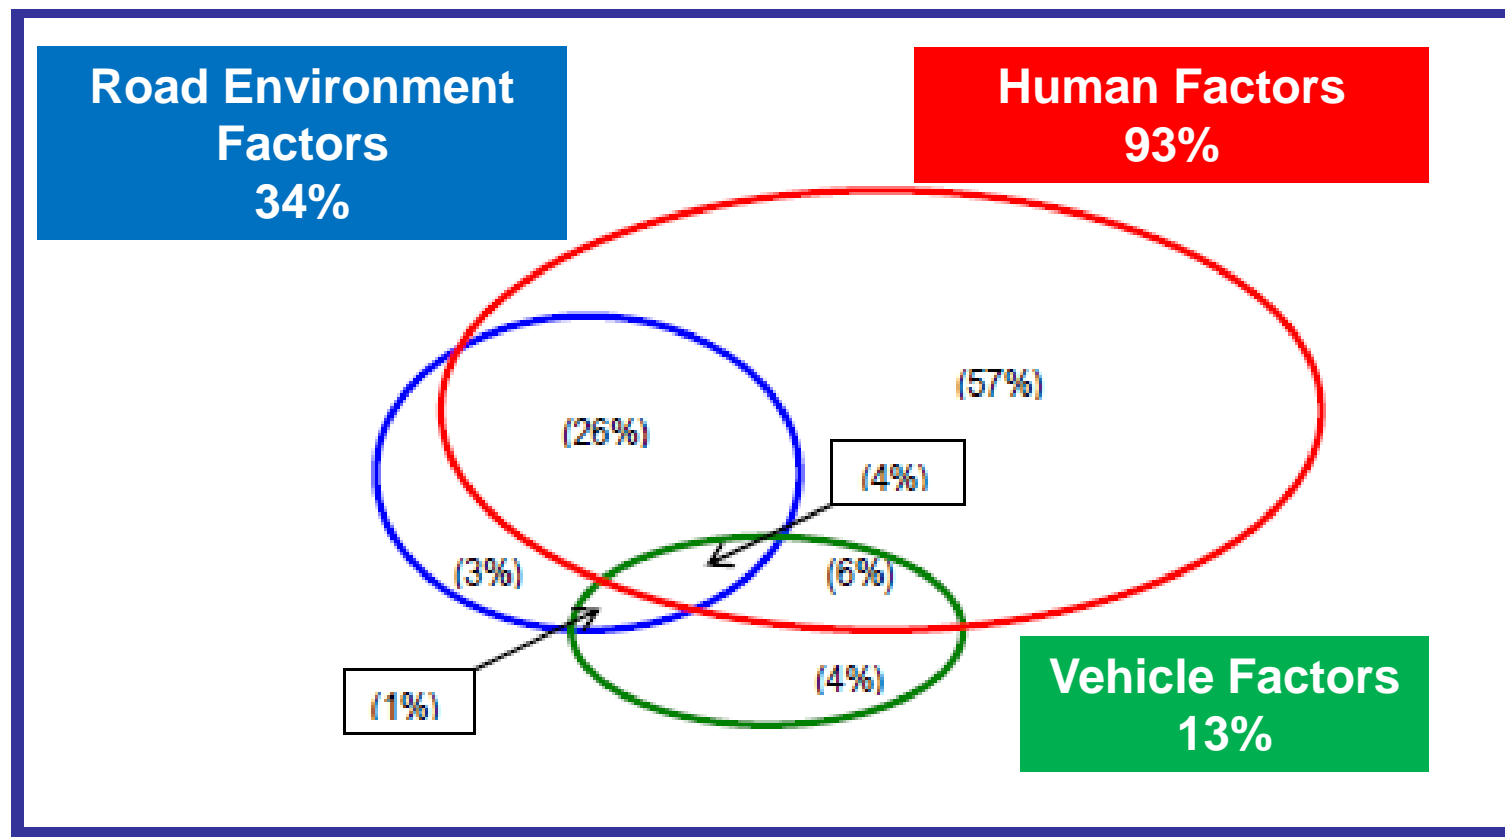 Road Environment
Factors
34%
Human Factors
93%
(57%)
(26%)
(4%)
(3%)
(6%)
(4%)
(1%)
Vehicle Factors
13%